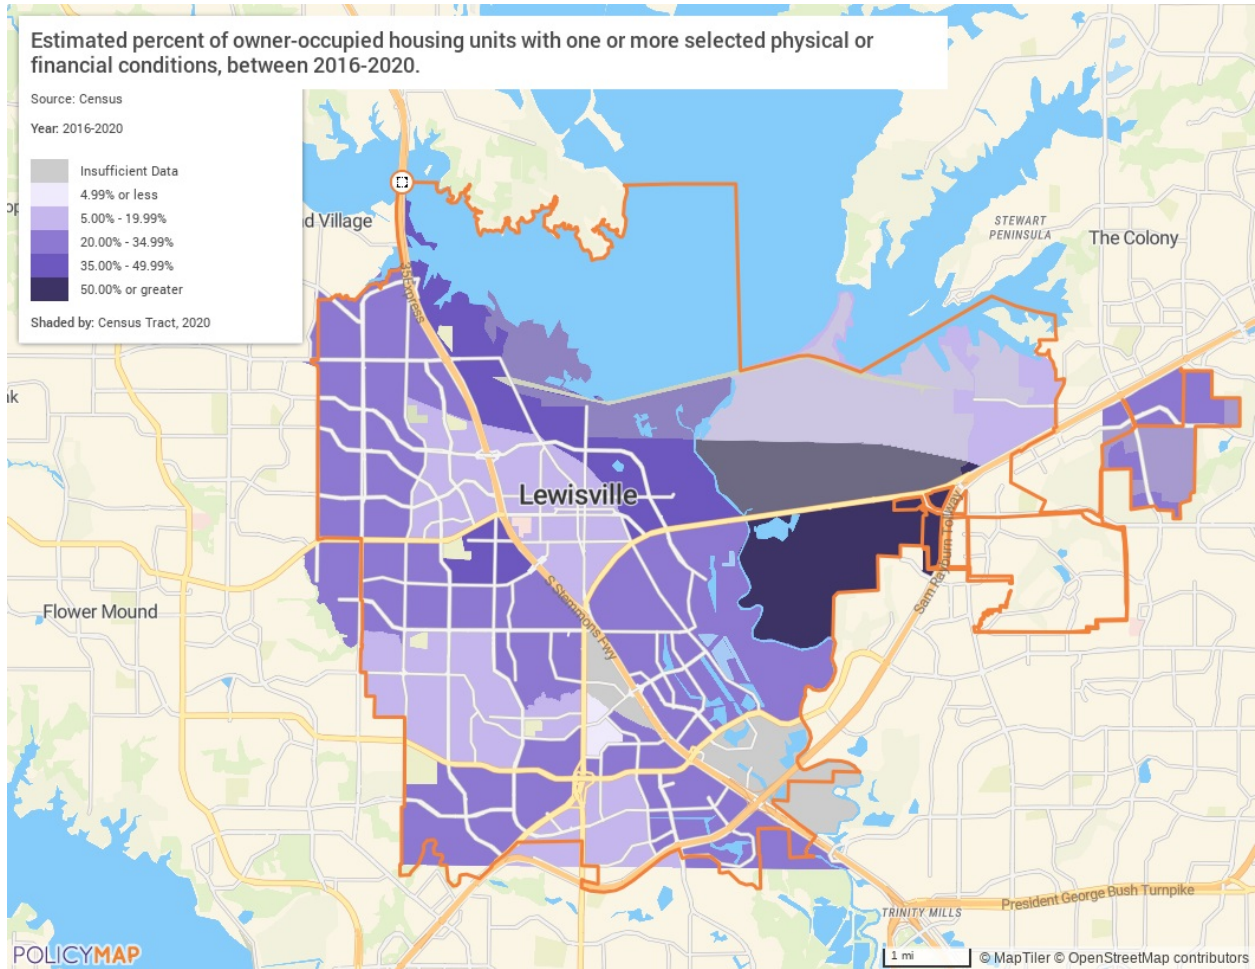 Estimated percent of owner-occupied housing units with one or more selected physical or
financial conditions, between 2016-2020.
Source: Census
Year: 2016-2020
Insufficient Data
4.99% or less
5.00% - 19.99%
20.00% - 34.99%
35.00% - 49.99%
50.00% or greater
Shaded by: Census Tract, 2020
d Village
STEWART
PENINSULA
The Colony
35Express
Lewisville
Flower Mound
S Stemmons Fwy
Sam Rayburn Tollway
President George Bush Turnpike
TRINITY MILLS
POLICYMAP
1 mi
© MapTiler © OpenStreetMap contributors